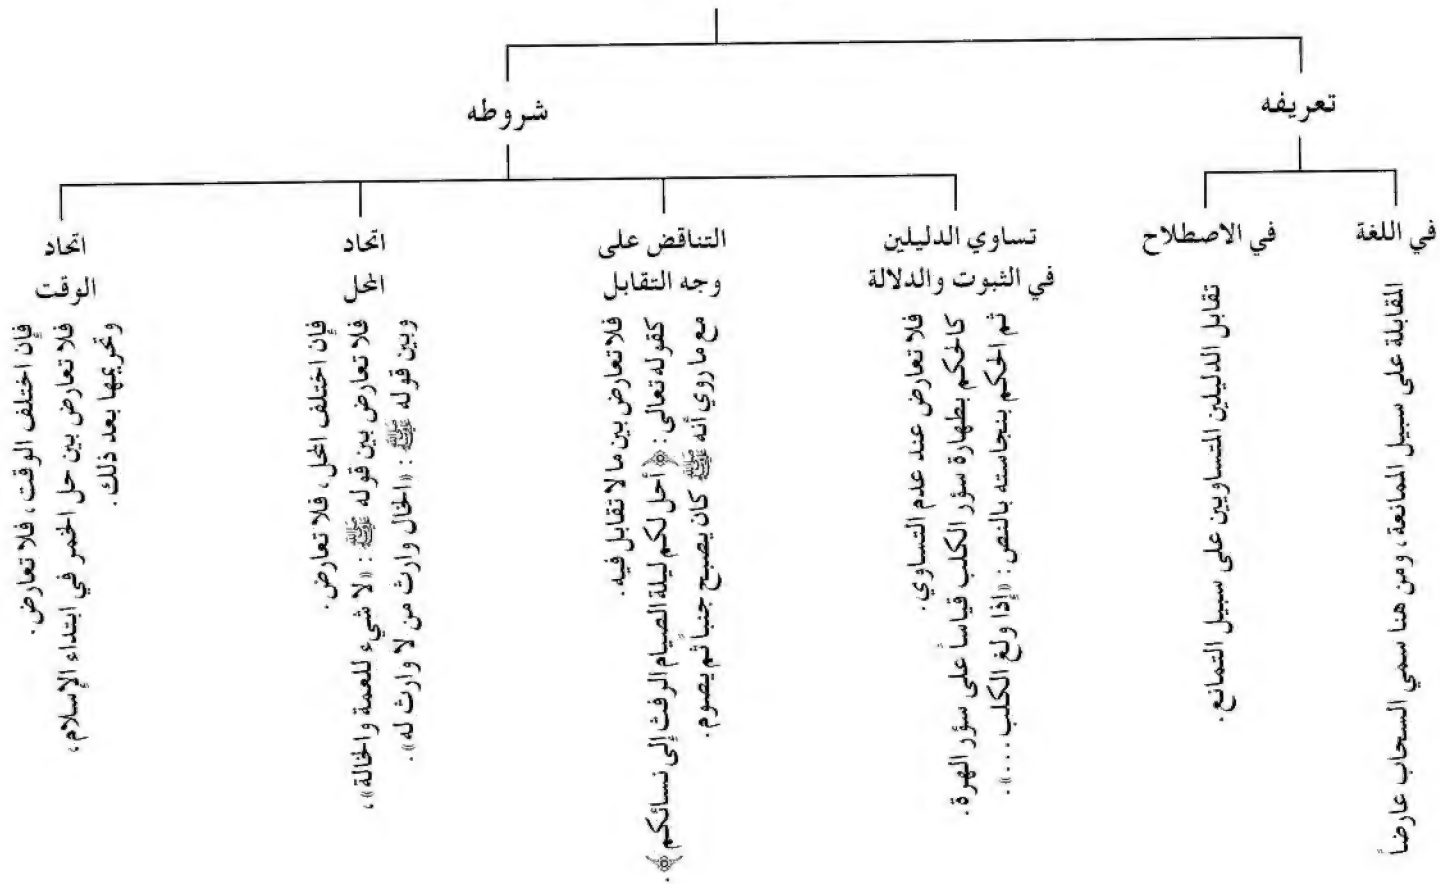 تعريفه
في اللغة
المقابلة على سبيل الممانعة، ومن هنا سمي السحاب عارضاً
في الاصطلاح
تقابل الدليلين المتساويين على سبيل التمانع.
شروطه
تساوي الدليلين
في الثبوت والدلالة
فلا تعارض عند عدم التساوي.
كالحكم بطهارة سؤر الكلب قياساً على سؤر الهرة.
ثم الحكم بنجاسته بالنص: «إذا ولغ الكلب ...».
التناقض على
وجه التقابل
فلا تعارض بين ما لا تقابل فيه.
كقوله تعالى: ﴿أحل لكم ليلة الصيام الرفث إلى نسائكم﴾.
مع ما روي أنه ﷺ كان يصبح جنباً ثم يصوم.
اتحاد
المحل
فإن اختلف المحل، فلا تعارض.
فلا تعارض بين قوله ﷺ: «لا شيء للعمة والخالة»،
وبين قوله ﷺ: «الخال وارث من لا وارث له».
اتحاد
الوقت
فإن اختلف الوقت، فلا تعارض.
فلا تعارض بين حل الخمر في ابتداء الإسلام،
وتحريمها بعد ذلك.